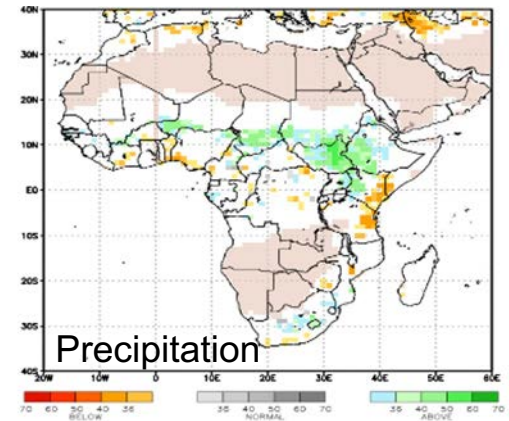 40N
30N
20N
10N
EQ
10S
20S
30S
40S
Precipitation
20W 10W 0 10E 20E 30E 40E 50E 60E
70 60 50 40 35 35 40 50 60 70 35 40 50 60 70
BELOW NORMAL ABOVE